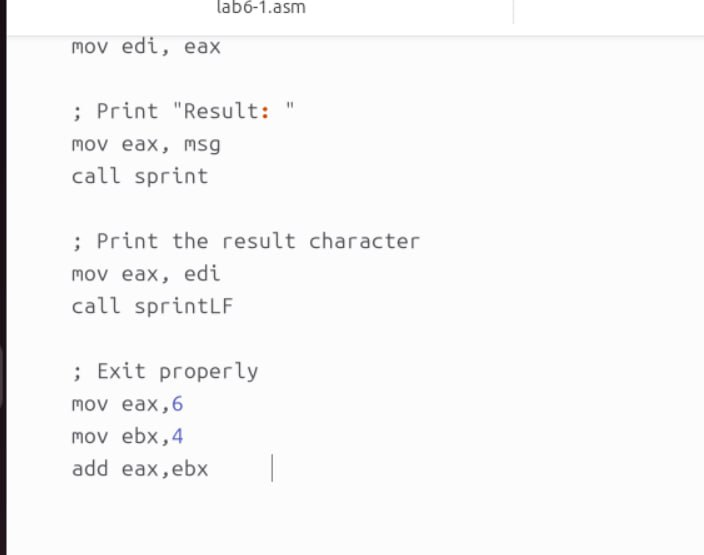 lab6-1.asm
mov edi, eax
; Print "Result: "
mov eax, msg
call sprint
; Print the result character
mov eax, edi
call sprintLF
; Exit properly
mov eax,6
mov ebx,4
add eax,ebx